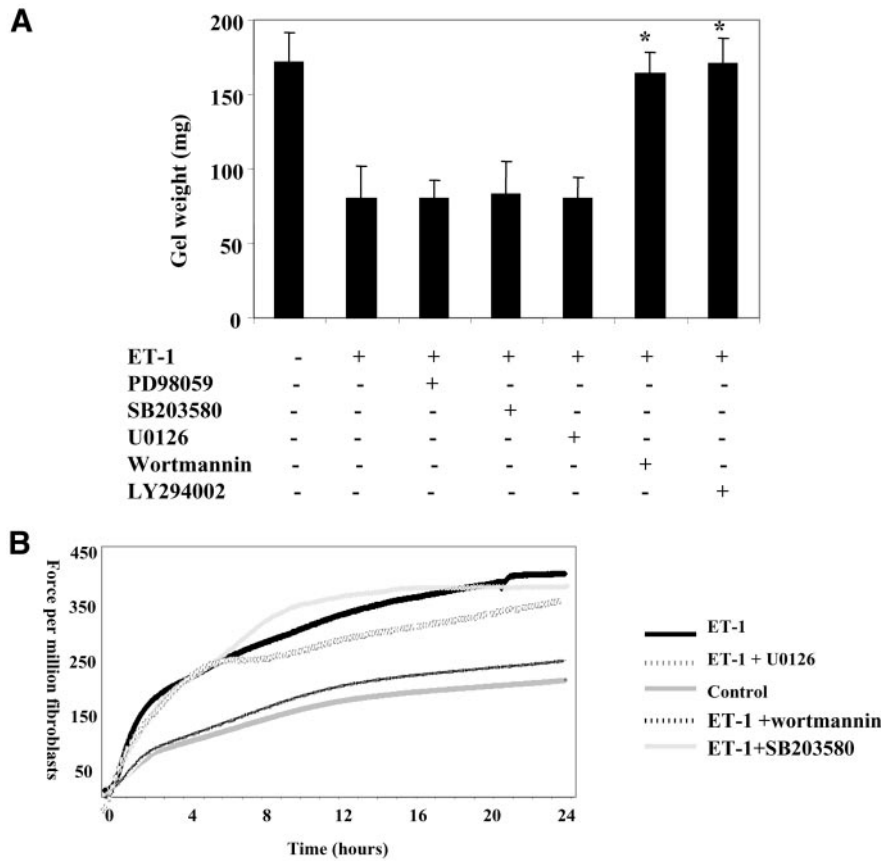 A
200
150
100
50
0
Gel weight (mg)
ET-1 - + + + + + +
PD98059 - - + - - - -
SB203580 - - - + - - -
U0126 - - - - + - -
Wortmannin - - - - - + -
LY294002 - - - - - - +
* *
B
450
350
250
150
50
Force per million fibroblasts
0 4 8 12 16 20 24
Time (hours)
ET-1
ET-1 + U0126
Control
ET-1 +wortmannin
ET-1+SB203580